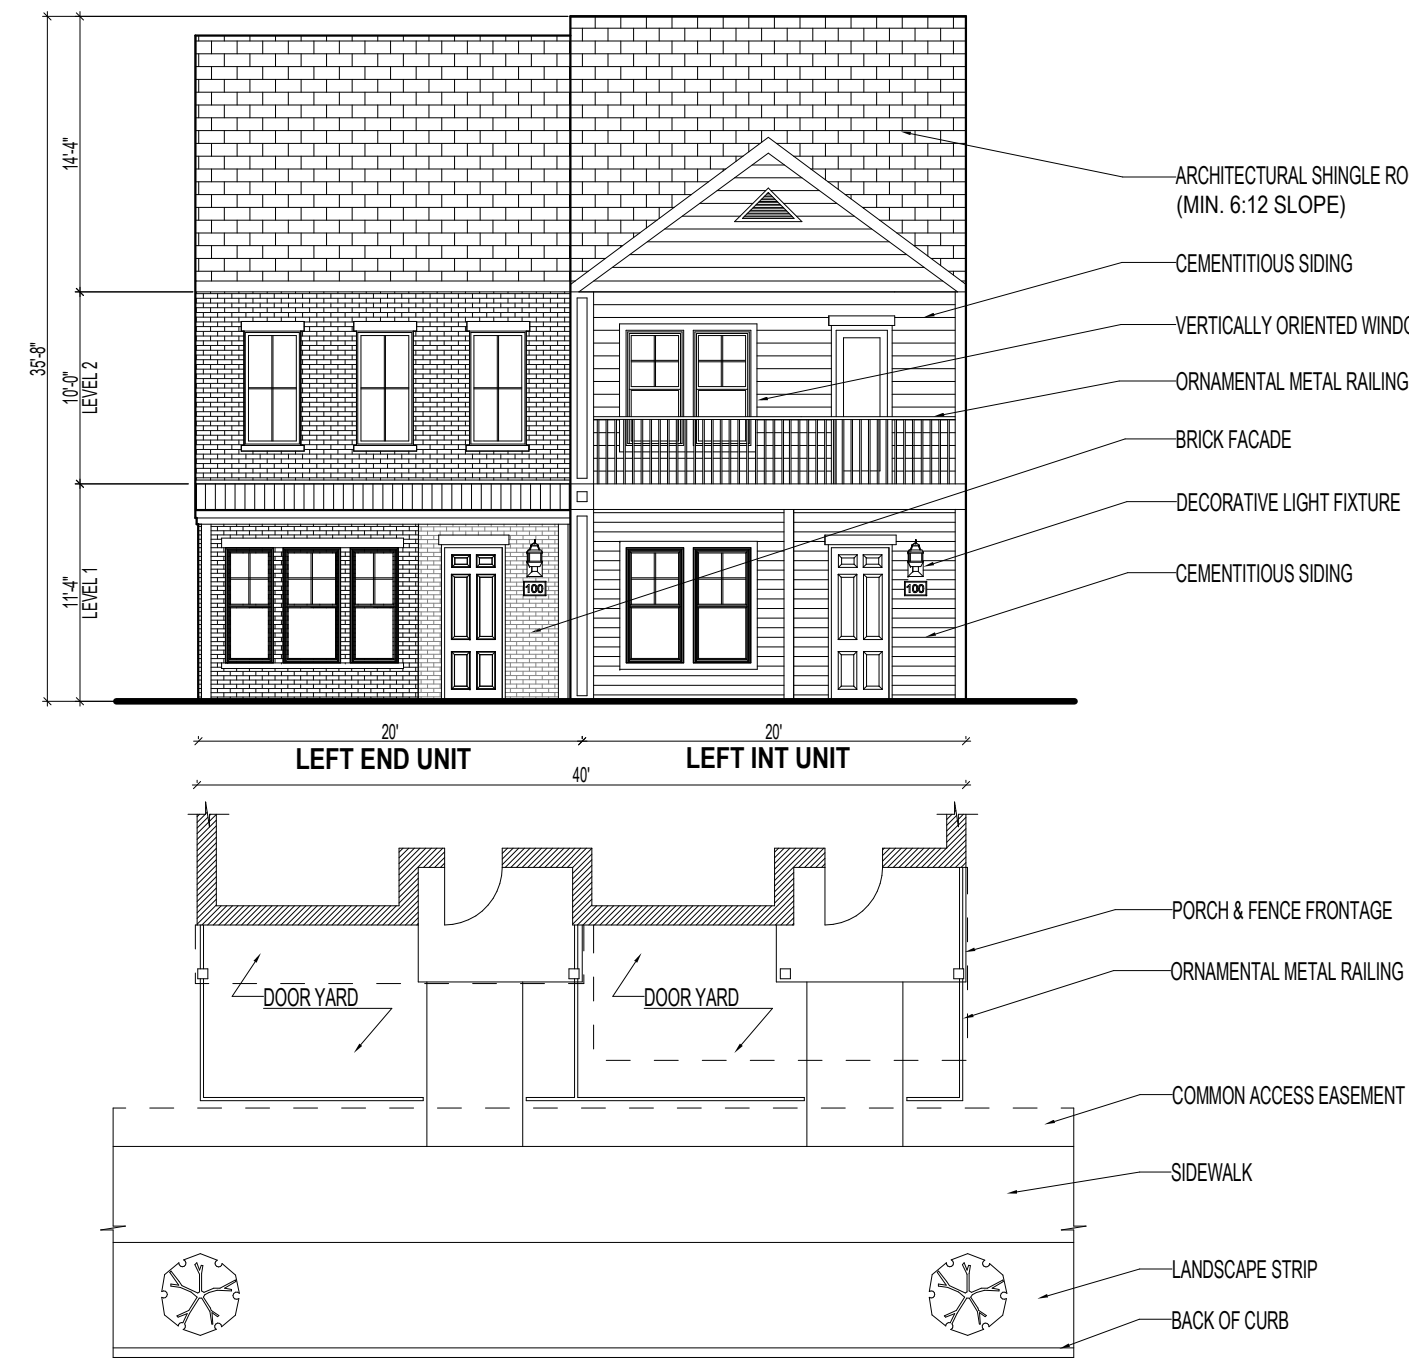 14'-4"
35'-8"
10'-0"
LEVEL 2
11'-4"
LEVEL 1
ARCHITECTURAL SHINGLE RO
(MIN. 6:12 SLOPE)
CEMENTITIOUS SIDING
VERTICALLY ORIENTED WINDO
ORNAMENTAL METAL RAILING
BRICK FACADE
DECORATIVE LIGHT FIXTURE
CEMENTITIOUS SIDING
100
100
20'
20'
LEFT END UNIT
LEFT INT UNIT
40'
PORCH & FENCE FRONTAGE
ORNAMENTAL METAL RAILING
DOOR YARD
DOOR YARD
COMMON ACCESS EASEMENT
SIDEWALK
LANDSCAPE STRIP
BACK OF CURB